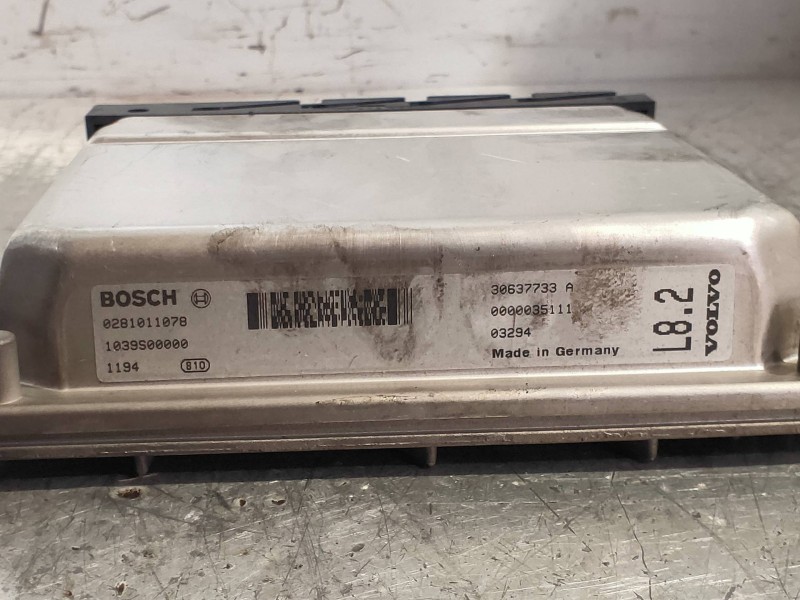 BOSCH
0281011078
1039S00000
1194 810
30637733 A
0000035111
03294
Made in Germany
L8.2
VOLVO